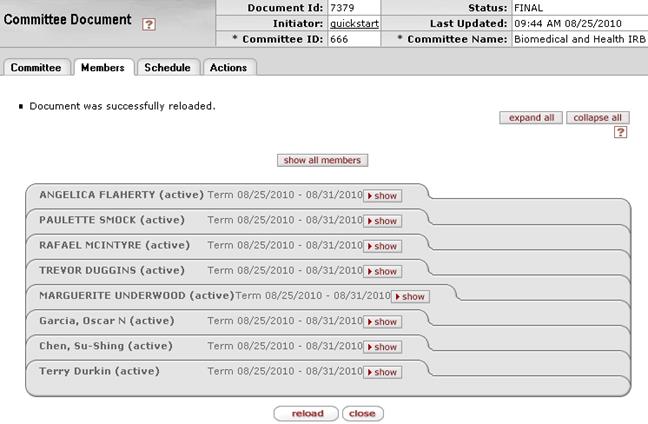 Committee Document ?
Document Id: 7379 Status: FINAL
Initiator: quickstart Last Updated: 09:44 AM 08/25/2010
* Committee ID: 666 * Committee Name: Biomedical and Health IRB
Committee Members Schedule Actions
Document was successfully reloaded.
expand all collapse all
?
show all members
ANGELICA FLAHERTY (active) Term 08/25/2010 - 08/31/2010 show
PAULETTE SMOCK (active) Term 08/25/2010 - 08/31/2010 show
RAFAEL MCINTYRE (active) Term 08/25/2010 - 08/31/2010 show
TREVOR DUGGINS (active) Term 08/25/2010 - 08/31/2010 show
MARGUERITE UNDERWOOD (active) Term 08/25/2010 - 08/31/2010 show
Garcia, Oscar N (active) Term 08/25/2010 - 08/31/2010 show
Chen, Su-Shing (active) Term 08/25/2010 - 08/31/2010 show
Terry Durkin (active) Term 08/25/2010 - 08/31/2010 show
reload close